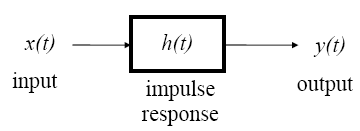 x(t) h(t) y(t)
input impulse output
response